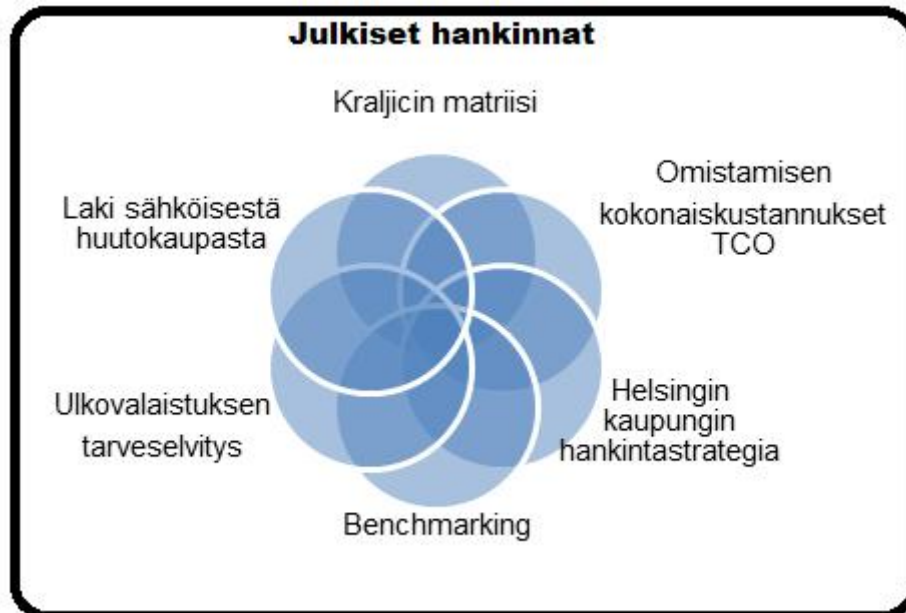 Julkiset hankinnat
Kraljicin matriisi
Omistamisen
kokonaiskustannukset
TCO
Helsingin
kaupungin
hankintastrategia
Benchmarking
Ulkovalaistuksen
tarveselvitys
Laki sähköisestä
huutokaupasta